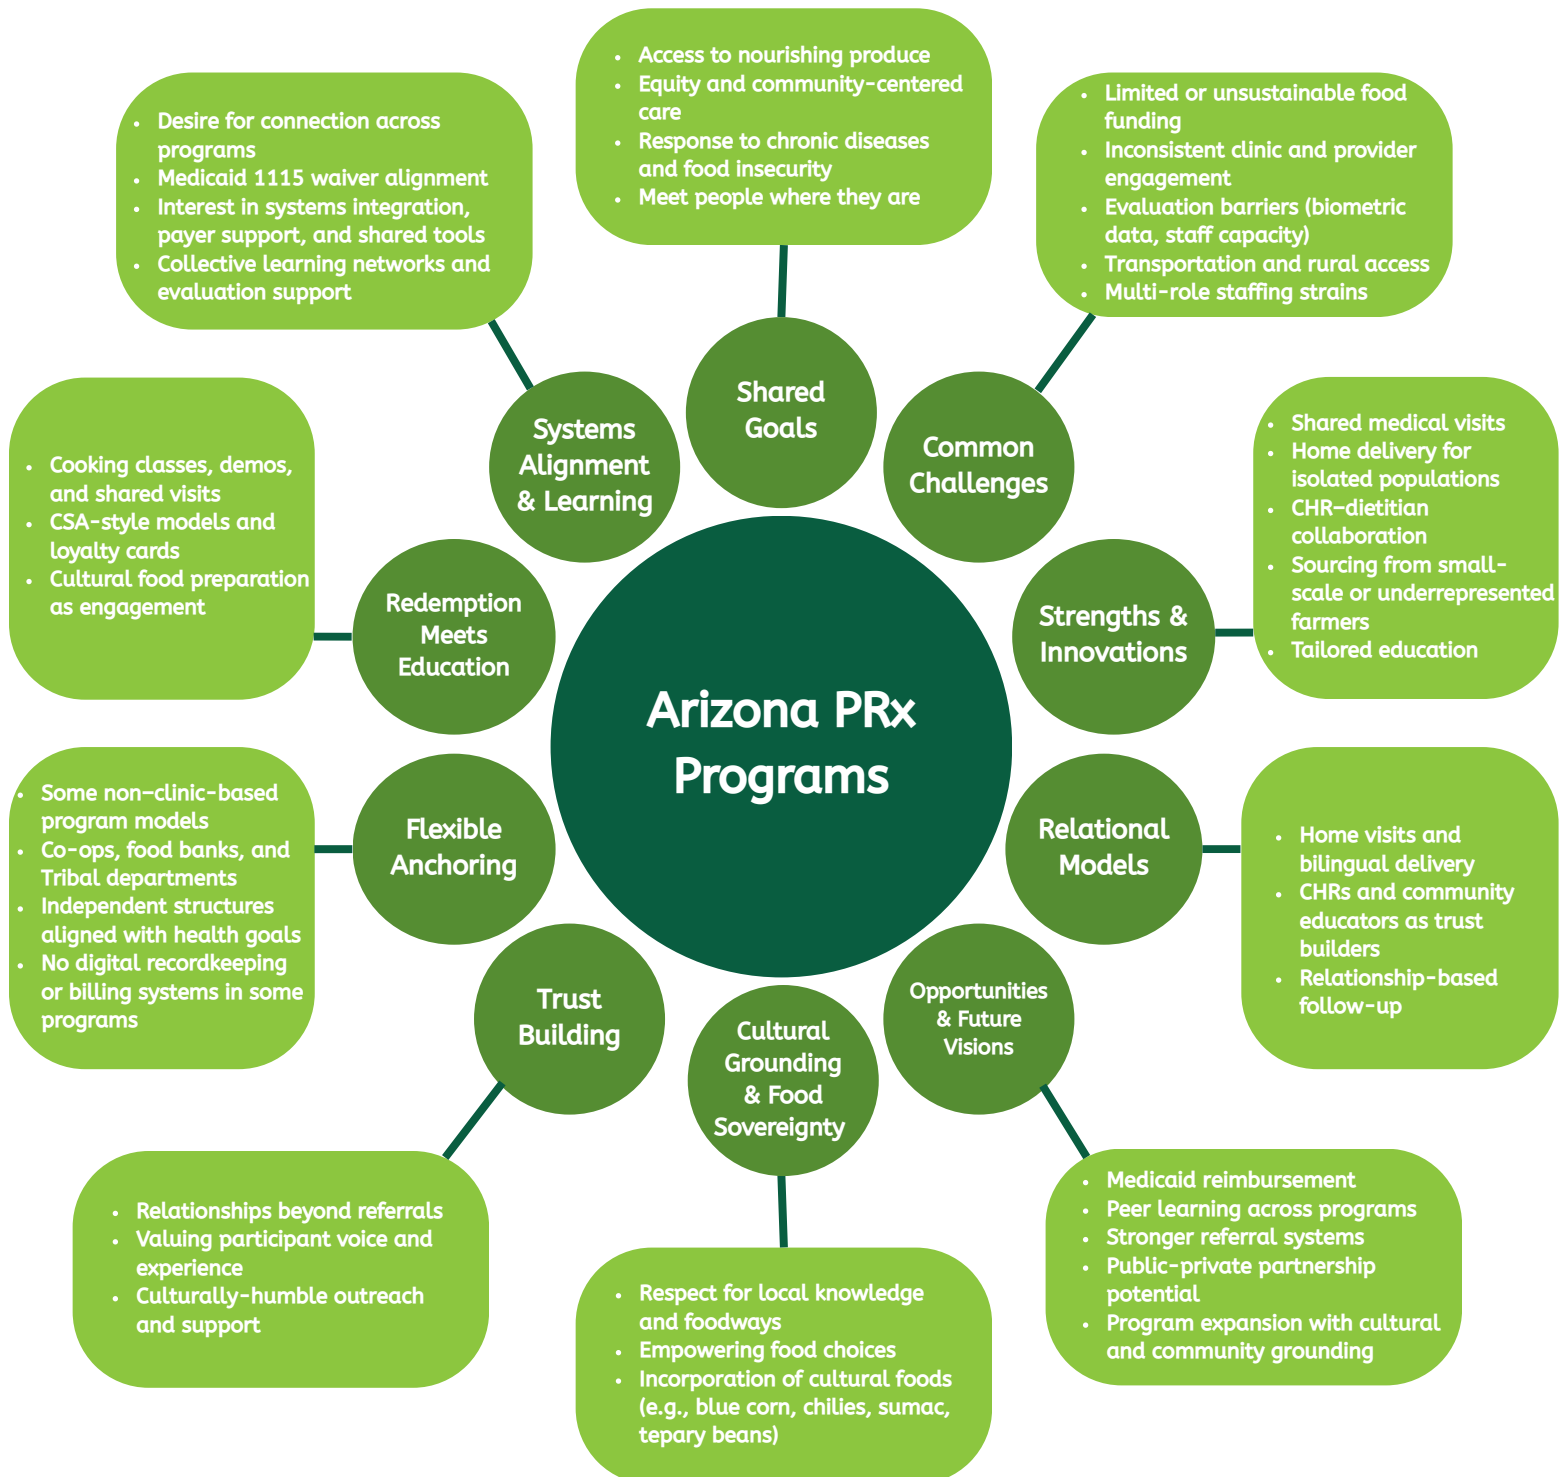 Arizona PRx
Programs
Shared
Goals
• Access to nourishing produce
• Equity and community-centered
care
• Response to chronic diseases
and food insecurity
• Meet people where they are
Common
Challenges
• Limited or unsustainable food
funding
• Inconsistent clinic and provider
engagement
• Evaluation barriers (biometric
data, staff capacity)
• Transportation and rural access
• Multi-role staffing strains
Strengths &
Innovations
• Shared medical visits
• Home delivery for
isolated populations
• CHR–dietitian
collaboration
• Sourcing from small-
scale or underrepresented
farmers
• Tailored education
Relational
Models
• Home visits and
bilingual delivery
• CHRs and community
educators as trust
builders
• Relationship-based
follow-up
Opportunities
& Future
Visions
• Medicaid reimbursement
• Peer learning across programs
• Stronger referral systems
• Public-private partnership
potential
• Program expansion with cultural
and community grounding
Cultural
Grounding
& Food
Sovereignty
• Respect for local knowledge
and foodways
• Empowering food choices
• Incorporation of cultural foods
(e.g., blue corn, chilies, sumac,
tepary beans)
Trust
Building
• Relationships beyond referrals
• Valuing participant voice and
experience
• Culturally-humble outreach
and support
Flexible
Anchoring
• Some non-clinic-based
program models
• Co-ops, food banks, and
Tribal departments
• Independent structures
aligned with health goals
• No digital recordkeeping
or billing systems in some
programs
Redemption
Meets
Education
• Cooking classes, demos,
and shared visits
• CSA-style models and
loyalty cards
• Cultural food preparation
as engagement
Systems
Alignment
& Learning
• Desire for connection across
programs
• Medicaid 1115 waiver alignment
• Interest in systems integration,
payer support, and shared tools
• Collective learning networks and
evaluation support